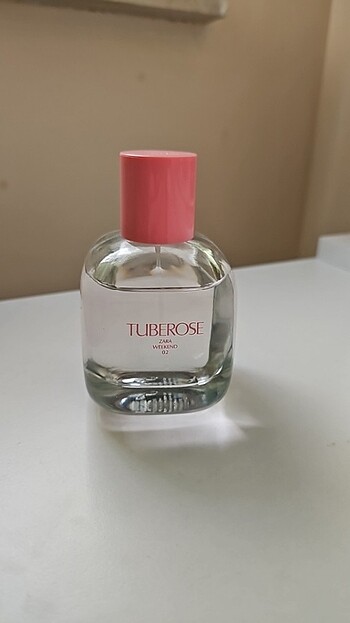 TUBEROSE
ZARA
WEEKEND
02